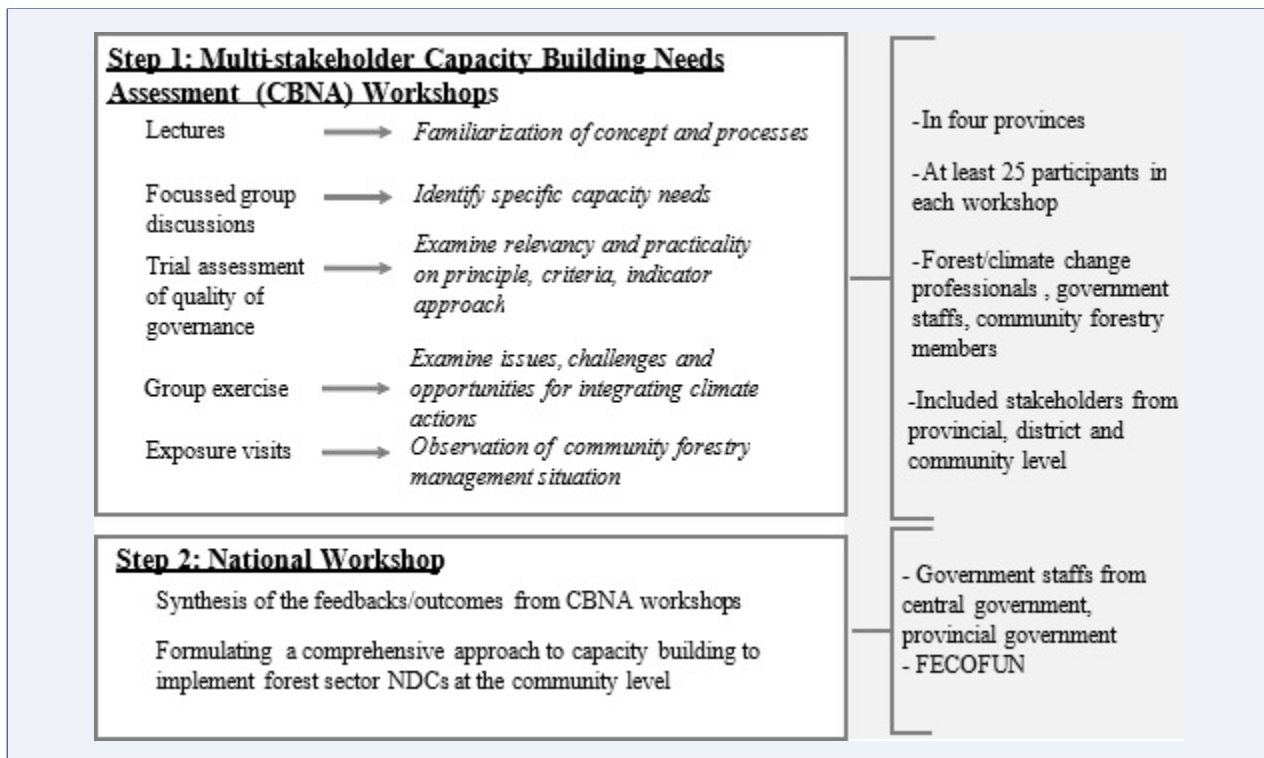 Step 1: Multi-stakeholder Capacity Building Needs
Assessment (CBNA) Workshops
Lectures
Familiarization of concept and processes
Focussed group
discussions
Identify specific capacity needs
Trial assessment
of quality of
governance
Examine relevancy and practicality
on principle, criteria, indicator
approach
Group exercise
Examine issues, challenges and
opportunities for integrating climate
actions
Exposure visits
Observation of community forestry
management situation
-In four provinces
-At least 25 participants in
each workshop
-Forest/climate change
professionals , government
staffs, community forestry
members
-Included stakeholders from
provincial, district and
community level
Step 2: National Workshop
Synthesis of the feedbacks/outcomes from CBNA workshops
Formulating a comprehensive approach to capacity building to
implement forest sector NDCs at the community level
- Government staffs from
central government,
provincial government
- FECOFUN